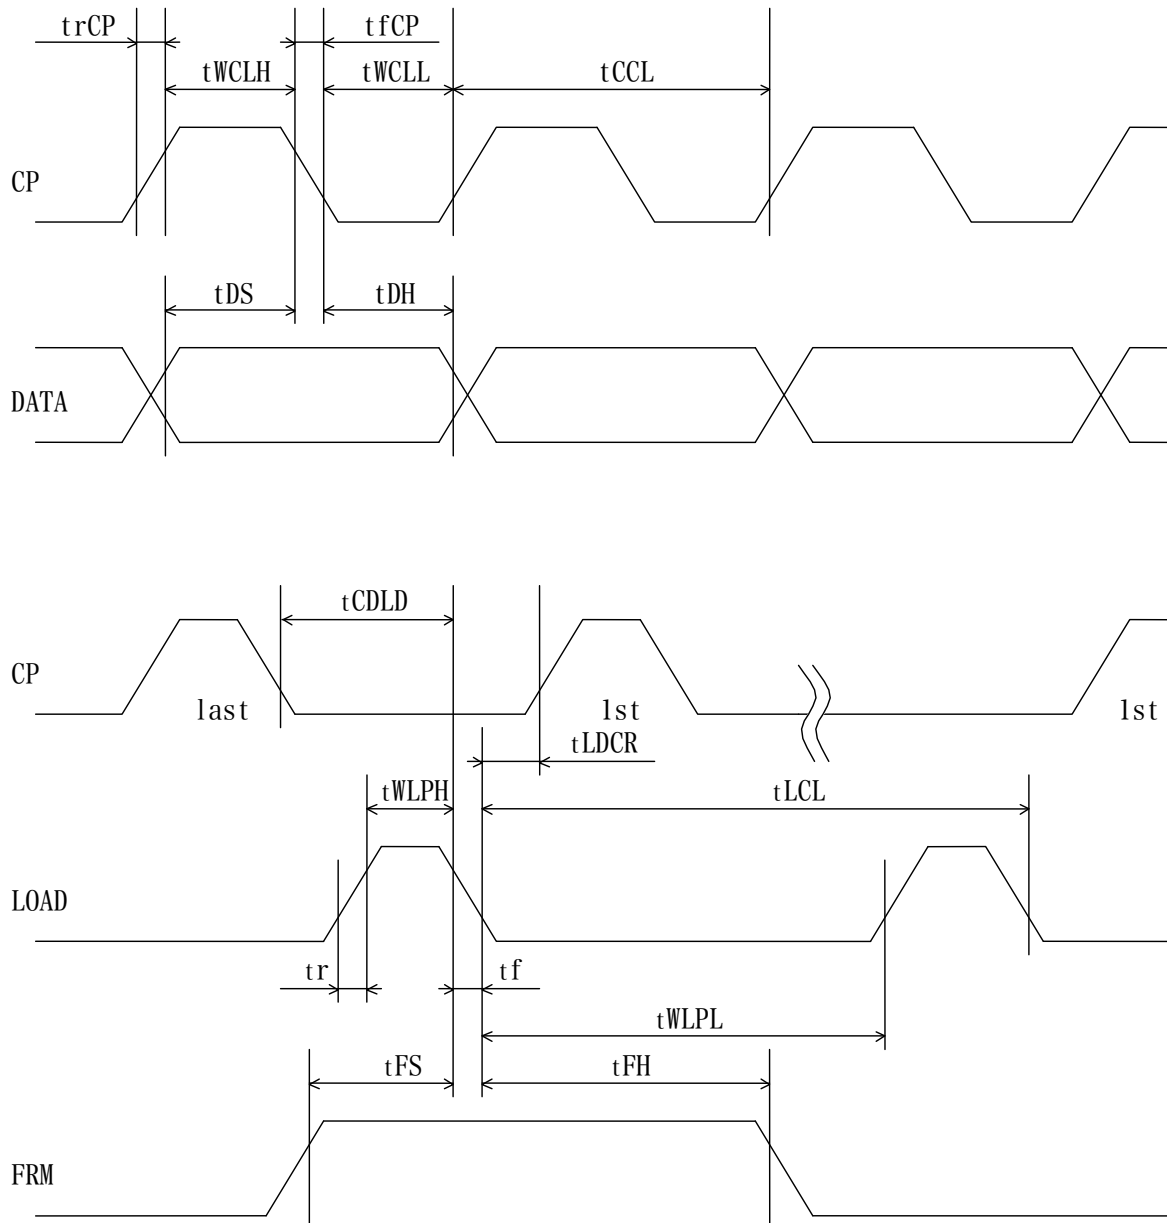 trCP tfCP
tWCLH tWCLL tCCL
CP
tDS tDH
DATA
tCDLD
CP
last 1st 1st
tLDCR
tWLPH tLCL
LOAD
tr tf
tWLPL
tFS tFH
FRM